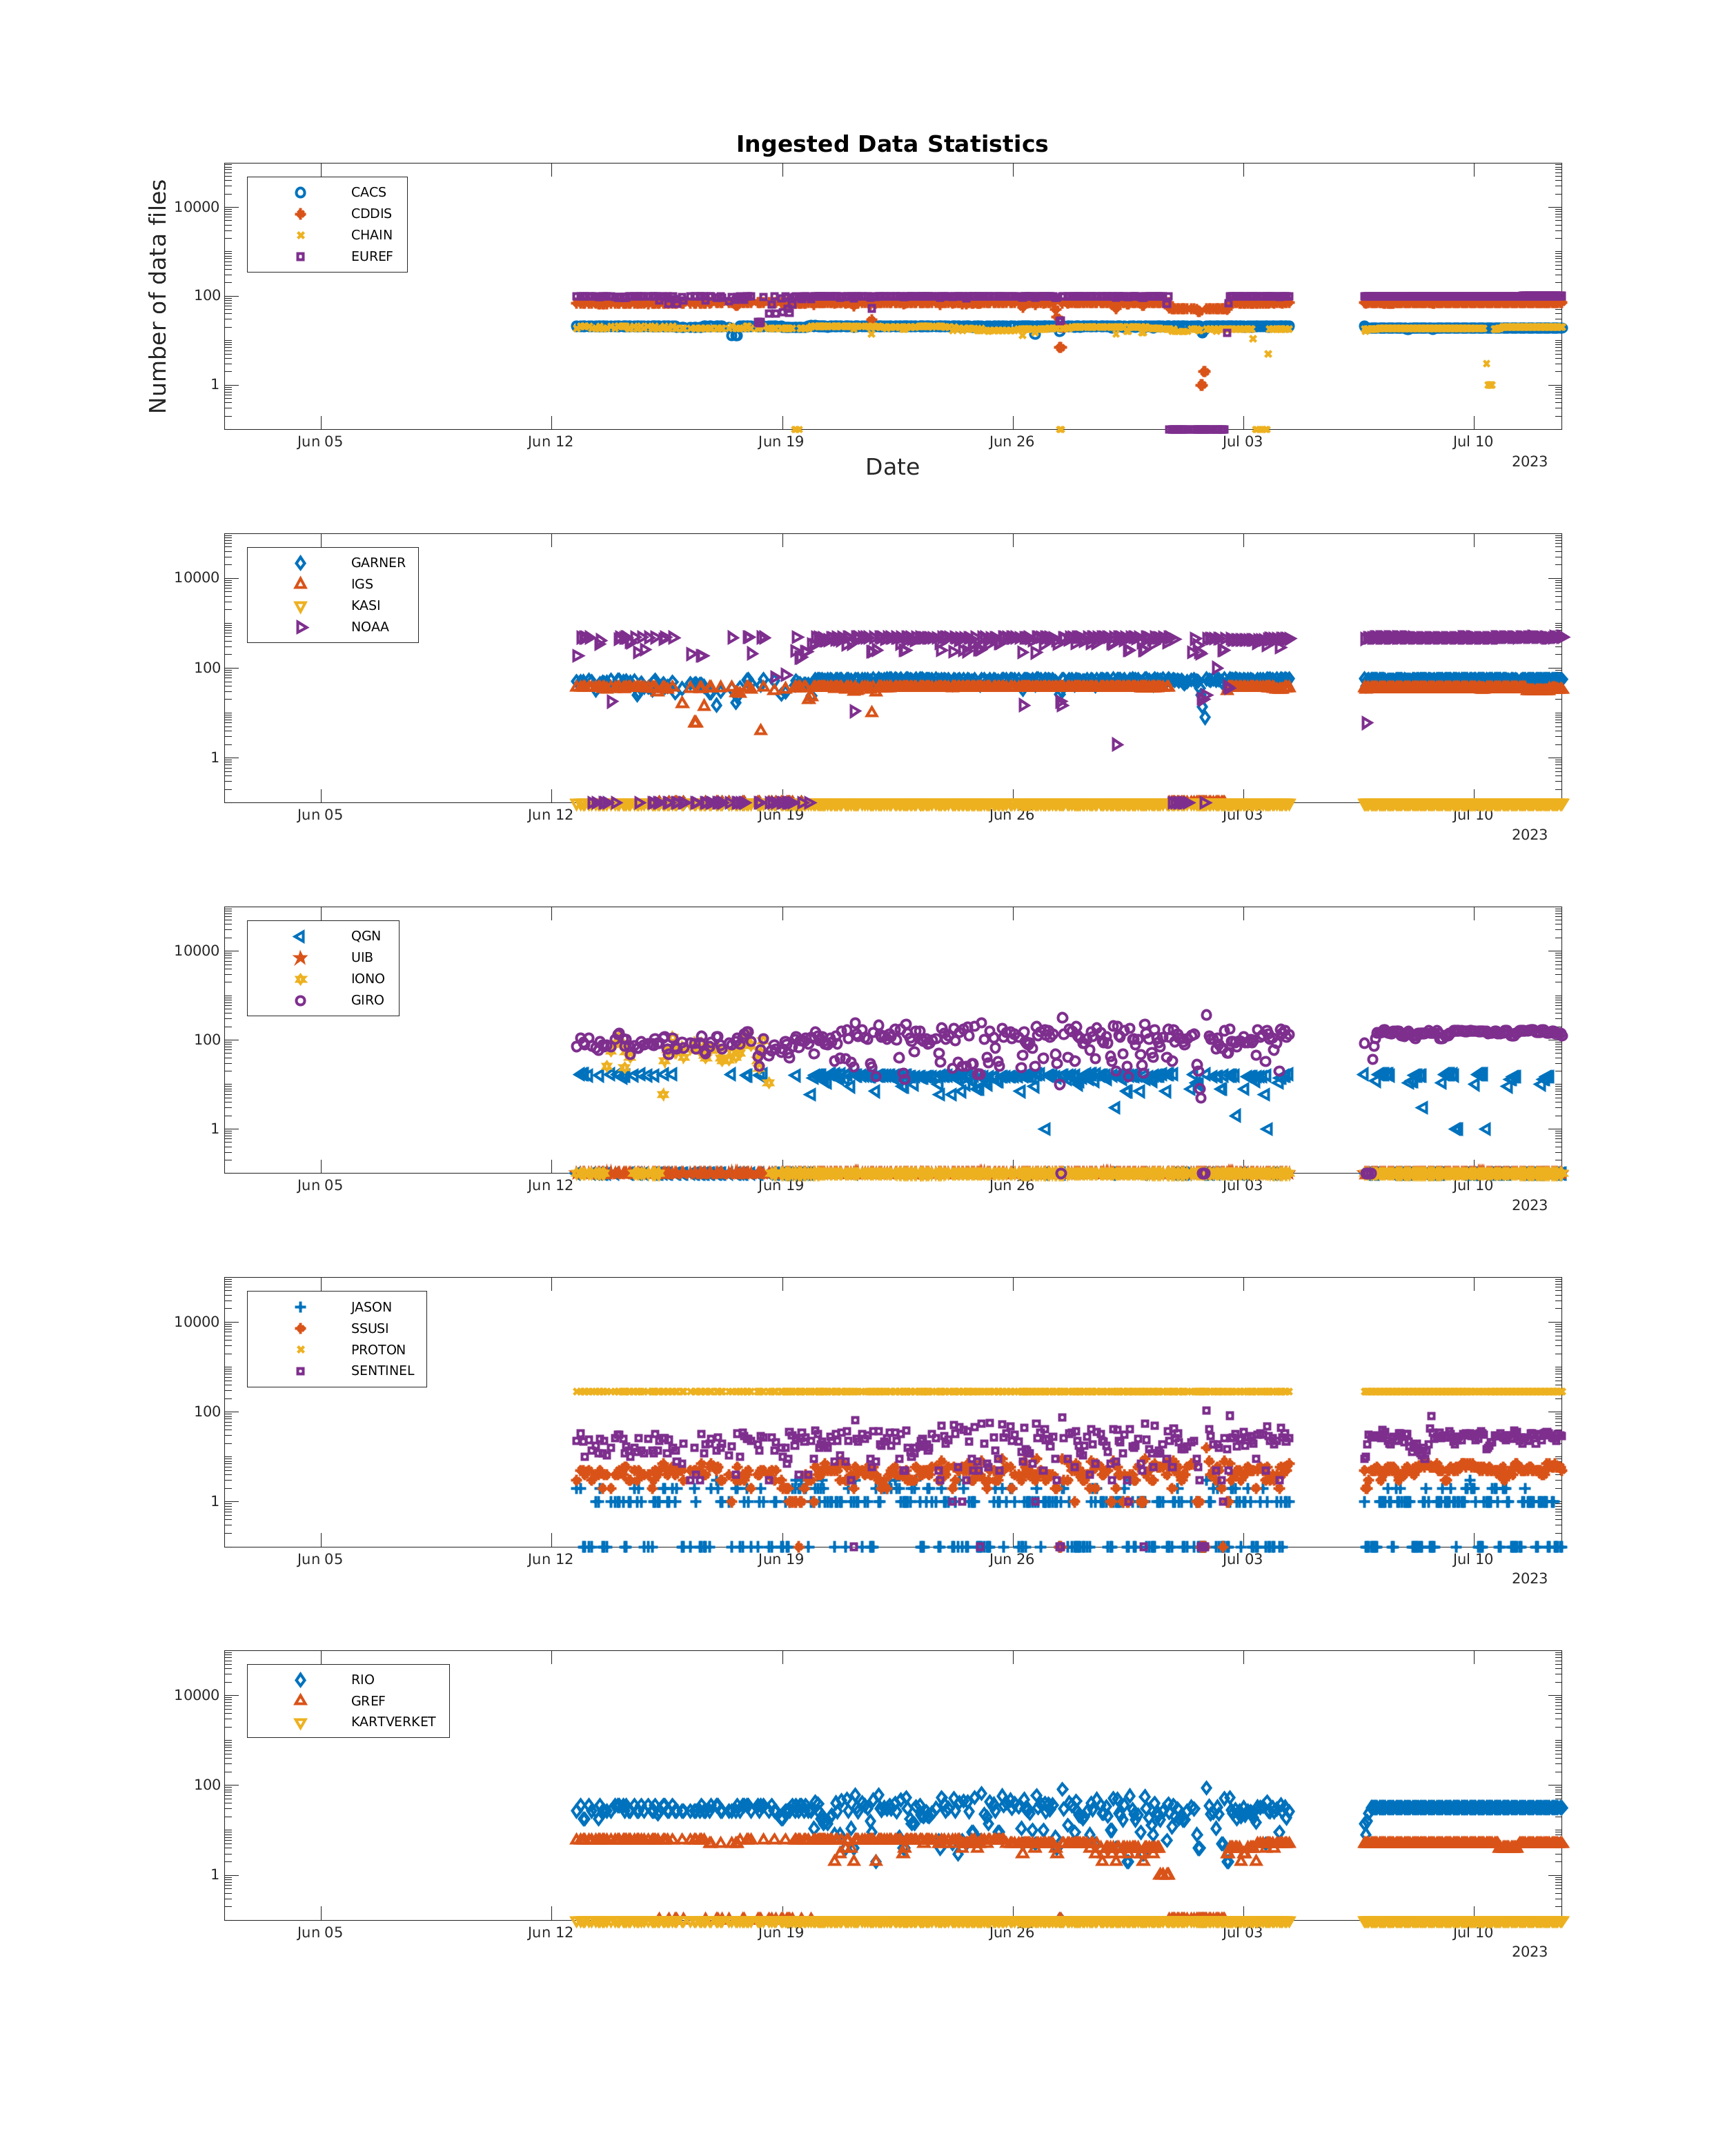 Ingested Data Statistics
Number of data files
10000
100
1
CACS
CDDIS
CHAIN
EUREF
Jun 05 Jun 12 Jun 19 Jun 26 Jul 03 Jul 10
2023
Date
10000
100
1
GARNER
IGS
KASI
NOAA
Jun 05 Jun 12 Jun 19 Jun 26 Jul 03 Jul 10
2023
10000
100
1
QGN
UIB
IONO
GIRO
Jun 05 Jun 12 Jun 19 Jun 26 Jul 03 Jul 10
2023
10000
100
1
JASON
SSUSI
PROTON
SENTINEL
Jun 05 Jun 12 Jun 19 Jun 26 Jul 03 Jul 10
2023
10000
100
1
RIO
GREF
KARTVERKET
Jun 05 Jun 12 Jun 19 Jun 26 Jul 03 Jul 10
2023